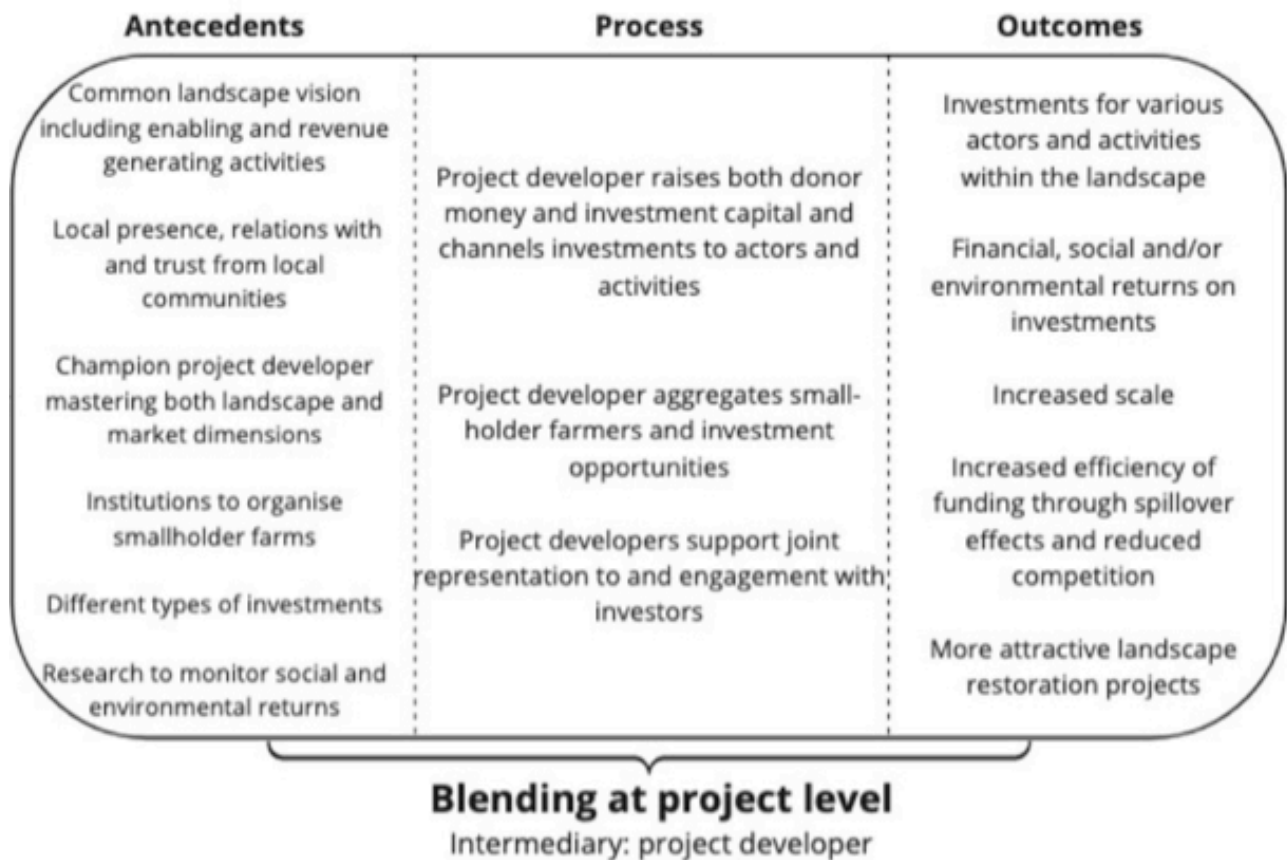 Antecedents
Process
Outcomes
Common landscape vision
including enabling and revenue
generating activities
Local presence, relations with
and trust from local
communities
Champion project developer
mastering both landscape and
market dimensions
Institutions to organise
smallholder farms
Different types of investments
Research to monitor social and
environmental returns
Project developer raises both donor
money and investment capital and
channels investments to actors and
activities
Project developer aggregates small-
holder farmers and investment
opportunities
Project developers support joint
representation to and engagement with
investors
Investments for various
actors and activities
within the landscape
Financial, social and/or
environmental returns on
investments
Increased scale
Increased efficiency of
funding through spillover
effects and reduced
competition
More attractive landscape
restoration projects
Blending at project level
Intermediary: project developer